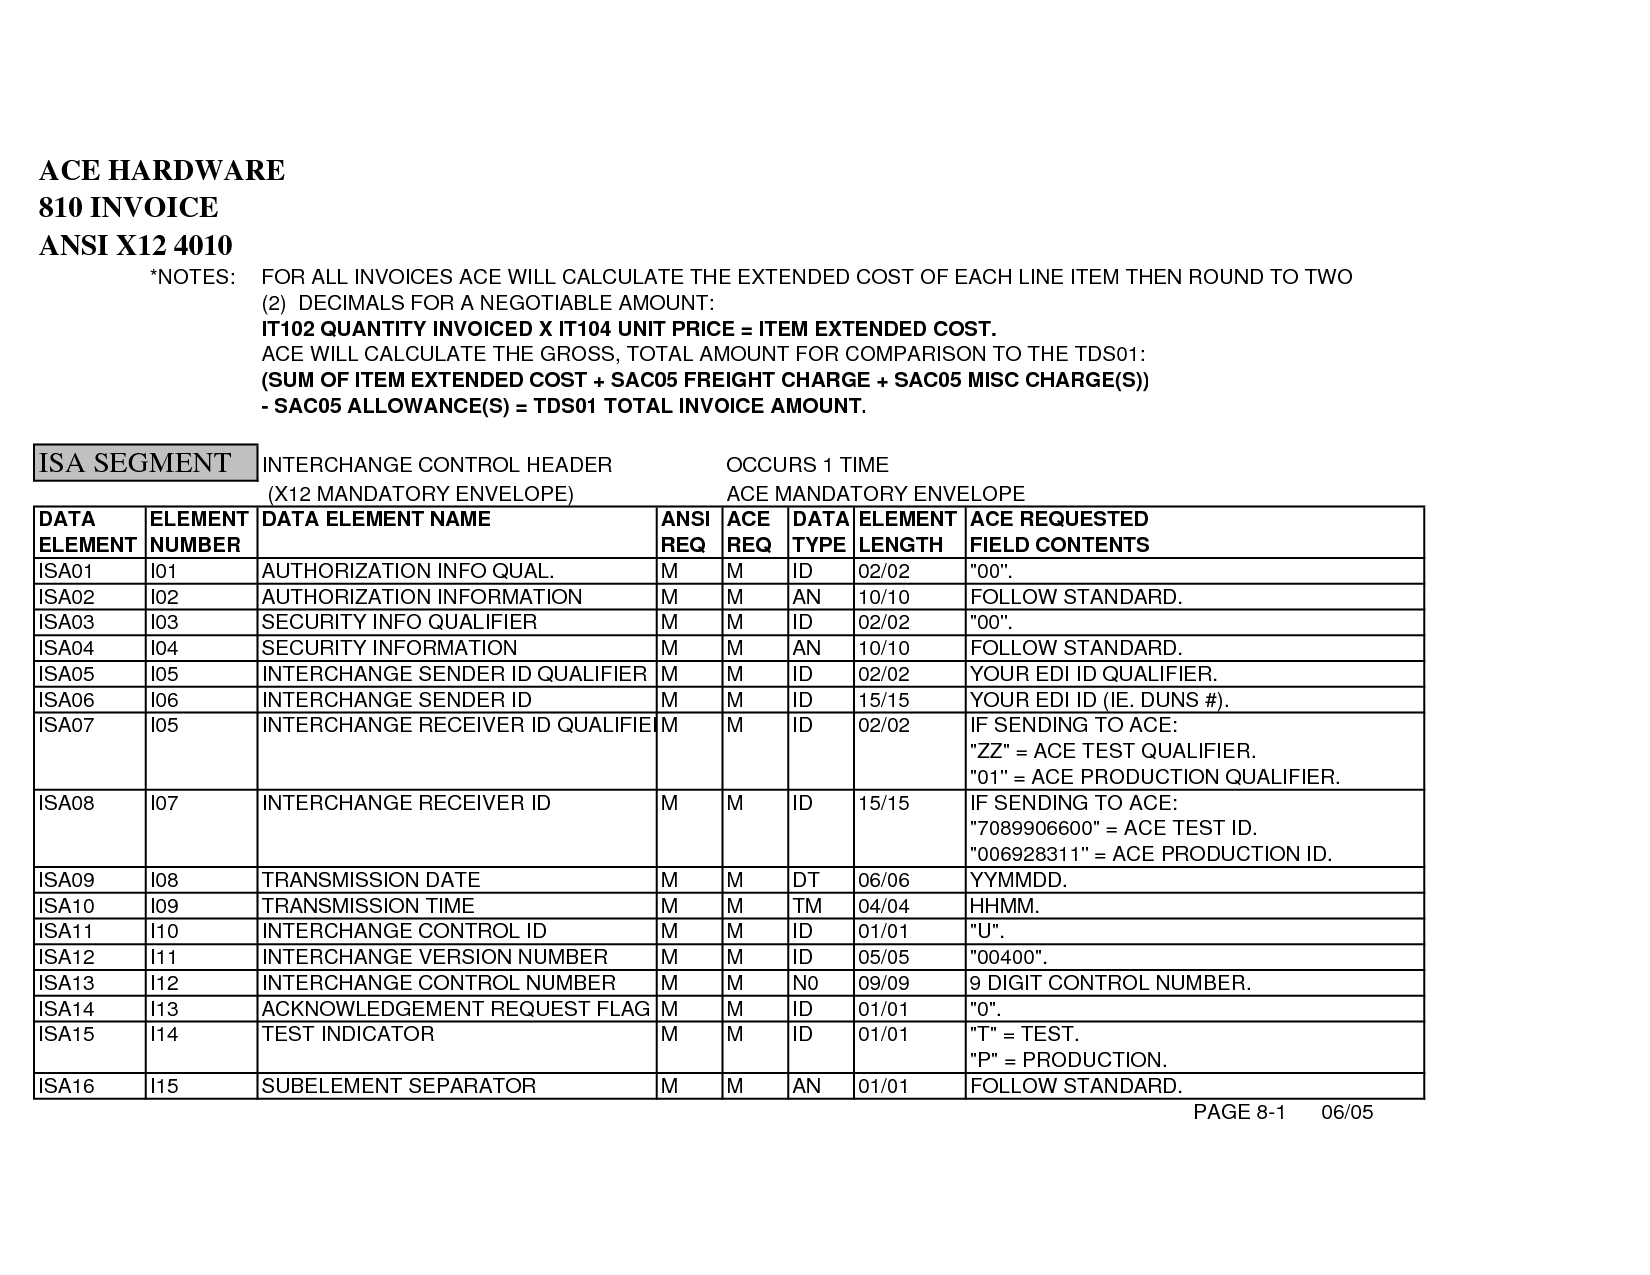 ACE HARDWARE
810 INVOICE
ANSI X12 4010
*NOTES: FOR ALL INVOICES ACE WILL CALCULATE THE EXTENDED COST OF EACH LINE ITEM THEN ROUND TO TWO
(2) DECIMALS FOR A NEGOTIABLE AMOUNT:
IT102 QUANTITY INVOICED X IT104 UNIT PRICE = ITEM EXTENDED COST.
ACE WILL CALCULATE THE GROSS, TOTAL AMOUNT FOR COMPARISON TO THE TDS01:
(SUM OF ITEM EXTENDED COST + SAC05 FREIGHT CHARGE + SAC05 MISC CHARGE(S))
- SAC05 ALLOWANCE(S) = TDS01 TOTAL INVOICE AMOUNT.
ISA SEGMENT INTERCHANGE CONTROL HEADER OCCURS 1 TIME
(X12 MANDATORY ENVELOPE) ACE MANDATORY ENVELOPE
DATA ELEMENT DATA ELEMENT NAME ANSI ACE DATA ELEMENT ACE REQUESTED
ELEMENT NUMBER REQ REQ TYPE LENGTH FIELD CONTENTS
ISA01 I01 AUTHORIZATION INFO QUAL. M M ID 02/02 "00".
ISA02 I02 AUTHORIZATION INFORMATION M M AN 10/10 FOLLOW STANDARD.
ISA03 I03 SECURITY INFO QUALIFIER M M ID 02/02 "00".
ISA04 I04 SECURITY INFORMATION M M AN 10/10 FOLLOW STANDARD.
ISA05 I05 INTERCHANGE SENDER ID QUALIFIER M M ID 02/02 YOUR EDI ID QUALIFIER.
ISA06 I06 INTERCHANGE SENDER ID M M ID 15/15 YOUR EDI ID (IE. DUNS #).
ISA07 I05 INTERCHANGE RECEIVER ID QUALIFIER M M ID 02/02 IF SENDING TO ACE:
"ZZ" = ACE TEST QUALIFIER.
"01" = ACE PRODUCTION QUALIFIER.
ISA08 I07 INTERCHANGE RECEIVER ID M M ID 15/15 IF SENDING TO ACE:
"7089906600" = ACE TEST ID.
"006928311" = ACE PRODUCTION ID.
ISA09 I08 TRANSMISSION DATE M M DT 06/06 YYMMDD.
ISA10 I09 TRANSMISSION TIME M M TM 04/04 HHMM.
ISA11 I10 INTERCHANGE CONTROL ID M M ID 01/01 "U".
ISA12 I11 INTERCHANGE VERSION NUMBER M M ID 05/05 "00400".
ISA13 I12 INTERCHANGE CONTROL NUMBER M M N0 09/09 9 DIGIT CONTROL NUMBER.
ISA14 I13 ACKNOWLEDGEMENT REQUEST FLAG M M ID 01/01 "0".
ISA15 I14 TEST INDICATOR M M ID 01/01 "T" = TEST.
"P" = PRODUCTION.
ISA16 I15 SUBELEMENT SEPARATOR M M AN 01/01 FOLLOW STANDARD.
PAGE 8-1 06/05